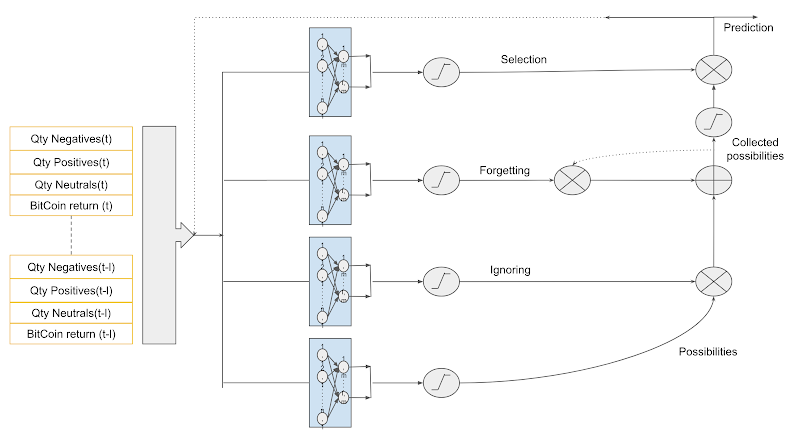 Prediction
Selection
Collected
possibilities
Qty Negatives(t)
Qty Positives(t)
Qty Neutrals(t)
BitCoin return (t)
Forgetting
Qty Negatives(t-l)
Qty Positives(t-l)
Qty Neutrals(t-l)
BitCoin return (t-l)
Ignoring
Possibilities